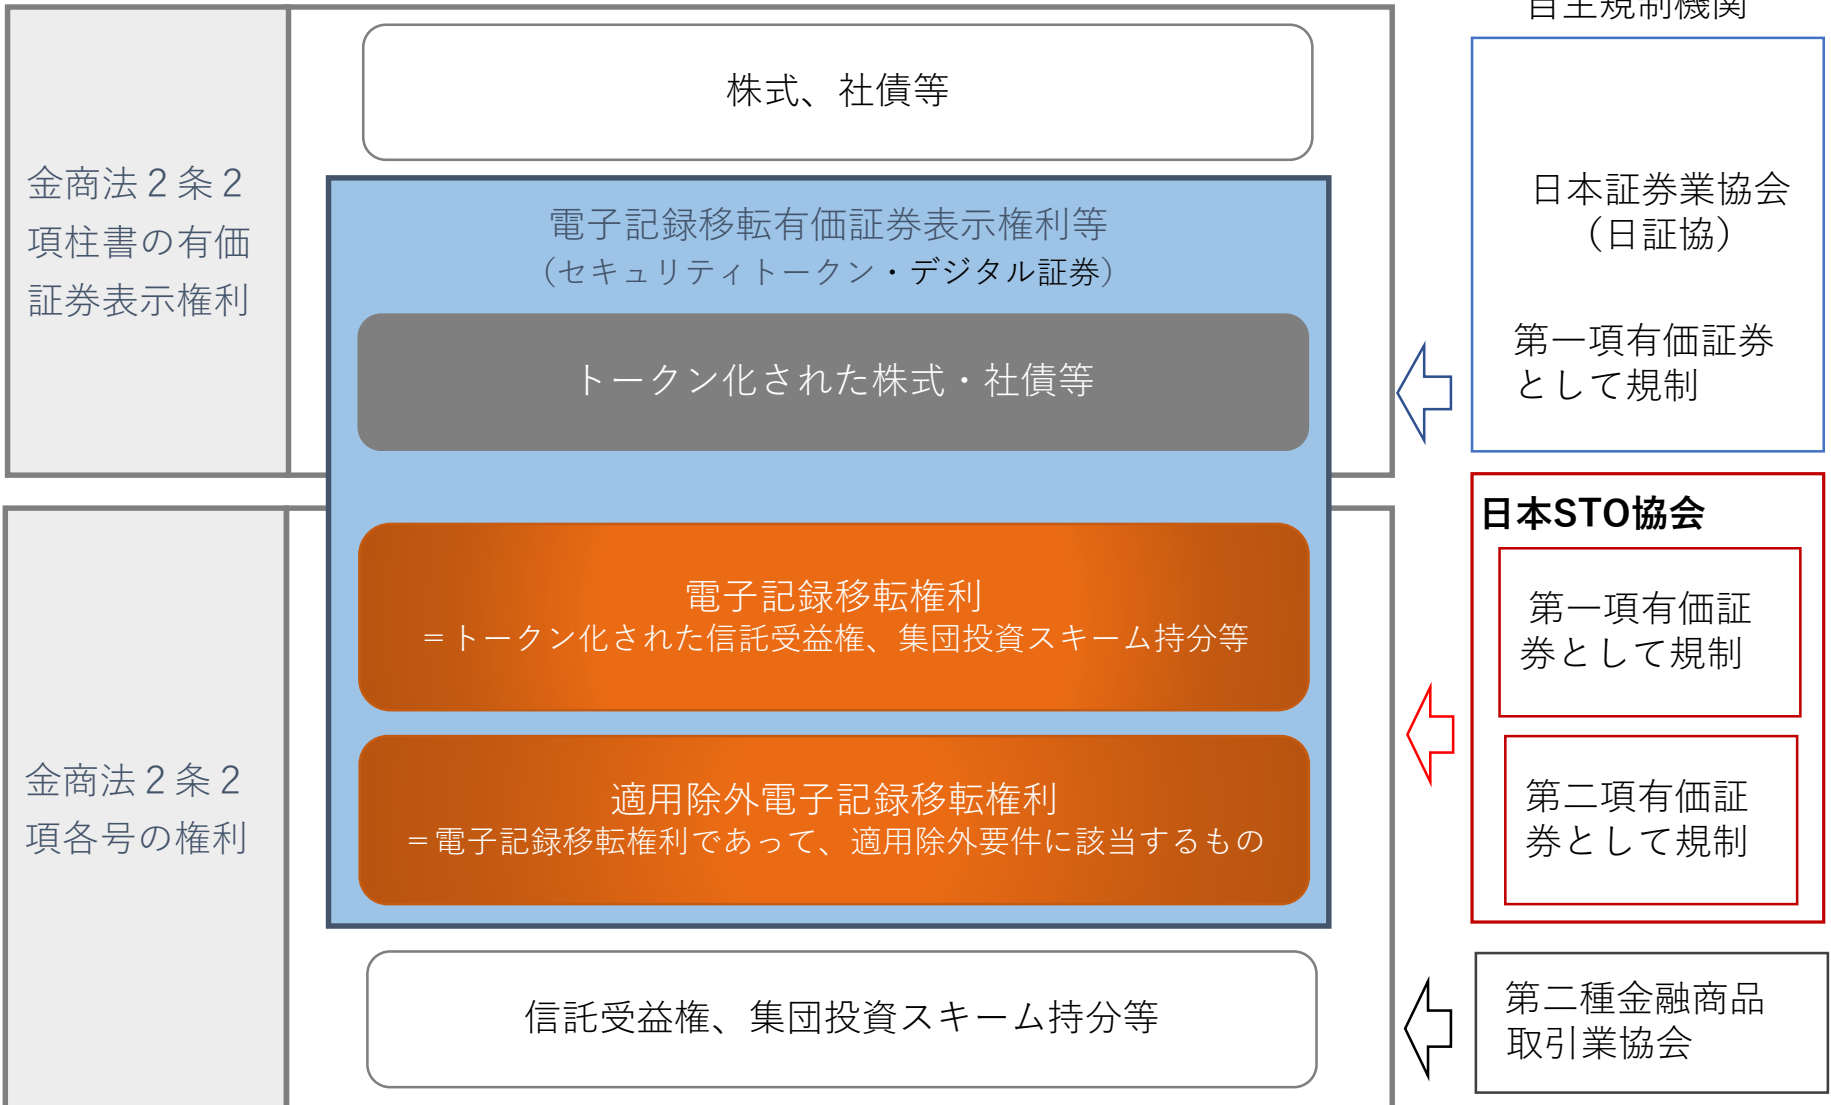 自主規制機関
株式、社債等
金商法２条２
項柱書の有価
証券表示権利
電子記録移転有価証券表示権利等
（セキュリティトークン・デジタル証券）
トークン化された株式・社債等
日本証券業協会
（日証協）
第一項有価証券
として規制
金商法２条２
項各号の権利
電子記録移転権利
＝トークン化された信託受益権、集団投資スキーム持分等
適用除外電子記録移転権利
＝電子記録移転権利であって、適用除外要件に該当するもの
信託受益権、集団投資スキーム持分等
日本STO協会
第一項有価証
券として規制
第二項有価証
券として規制
第二種金融商品
取引業協会